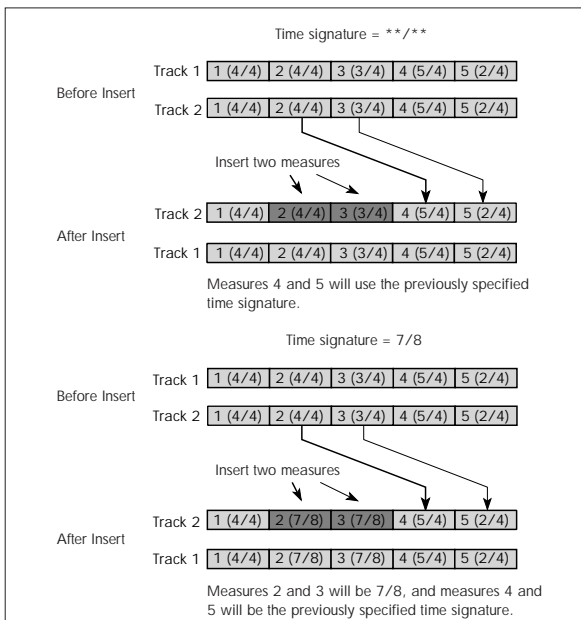 Time signature = **/**
Track 1 1 (4/4) 2 (4/4) 3 (3/4) 4 (5/4) 5 (2/4)
Before Insert
Track 2 1 (4/4) 2 (4/4) 3 (3/4) 4 (5/4) 5 (2/4)
Insert two measures
Track 2 1 (4/4) 2 (4/4) 3 (3/4) 4 (5/4) 5 (2/4)
After Insert
Track 1 1 (4/4) 2 (4/4) 3 (3/4) 4 (5/4) 5 (2/4)
Measures 4 and 5 will use the previously specified
time signature.
Time signature = 7/8
Track 1 1 (4/4) 2 (4/4) 3 (3/4) 4 (5/4) 5 (2/4)
Before Insert
Track 2 1 (4/4) 2 (4/4) 3 (3/4) 4 (5/4) 5 (2/4)
Insert two measures
Track 2 1 (4/4) 2 (7/8) 3 (7/8) 4 (5/4) 5 (2/4)
After Insert
Track 1 1 (4/4) 2 (7/8) 3 (7/8) 4 (5/4) 5 (2/4)
Measures 2 and 3 will be 7/8, and measures 4 and
5 will be the previously specified time signature.